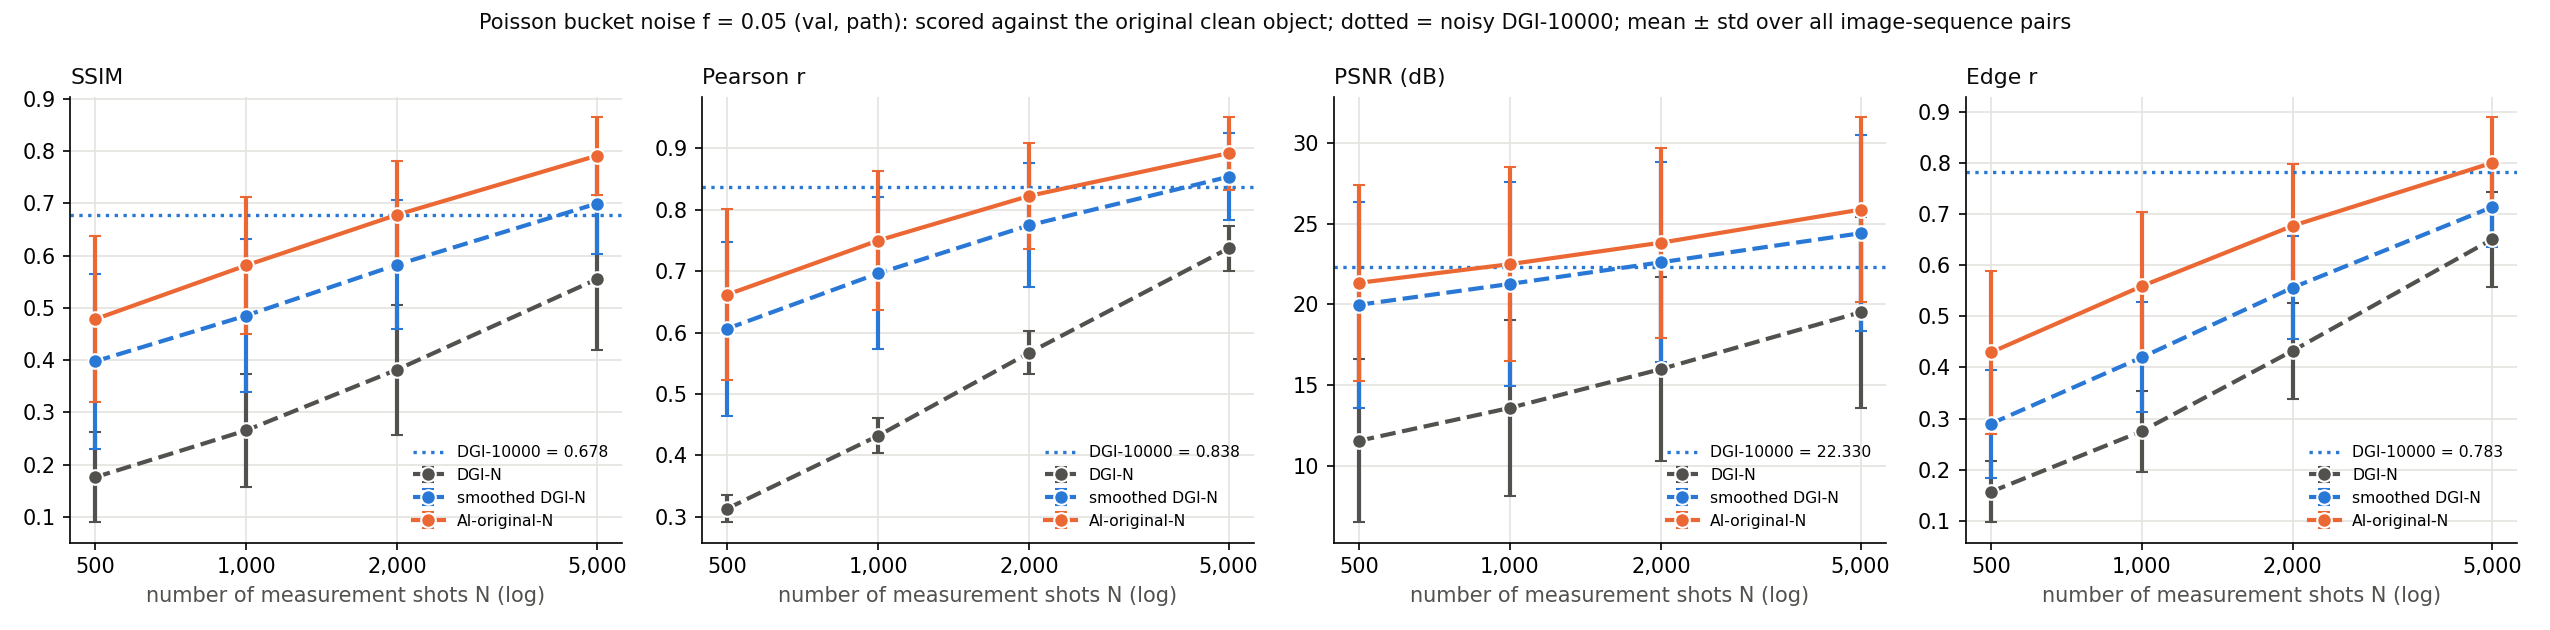 Poisson bucket noise f = 0.05 (val, path): scored against the original clean object; dotted = noisy DGI-10000; mean ± std over all image-sequence pairs
SSIM
0.9
0.8
0.7
0.6
0.5
0.4
0.3
0.2
0.1
DGI-10000 = 0.678
DGI-N
smoothed DGI-N
AI-original-N
500
1,000
2,000
5,000
number of measurement shots N (log)
Pearson r
0.9
0.8
0.7
0.6
0.5
0.4
0.3
DGI-10000 = 0.838
DGI-N
smoothed DGI-N
AI-original-N
500
1,000
2,000
5,000
number of measurement shots N (log)
PSNR (dB)
30
25
20
15
10
DGI-10000 = 22.330
DGI-N
smoothed DGI-N
AI-original-N
500
1,000
2,000
5,000
number of measurement shots N (log)
Edge r
0.9
0.8
0.7
0.6
0.5
0.4
0.3
0.2
0.1
DGI-10000 = 0.783
DGI-N
smoothed DGI-N
AI-original-N
500
1,000
2,000
5,000
number of measurement shots N (log)